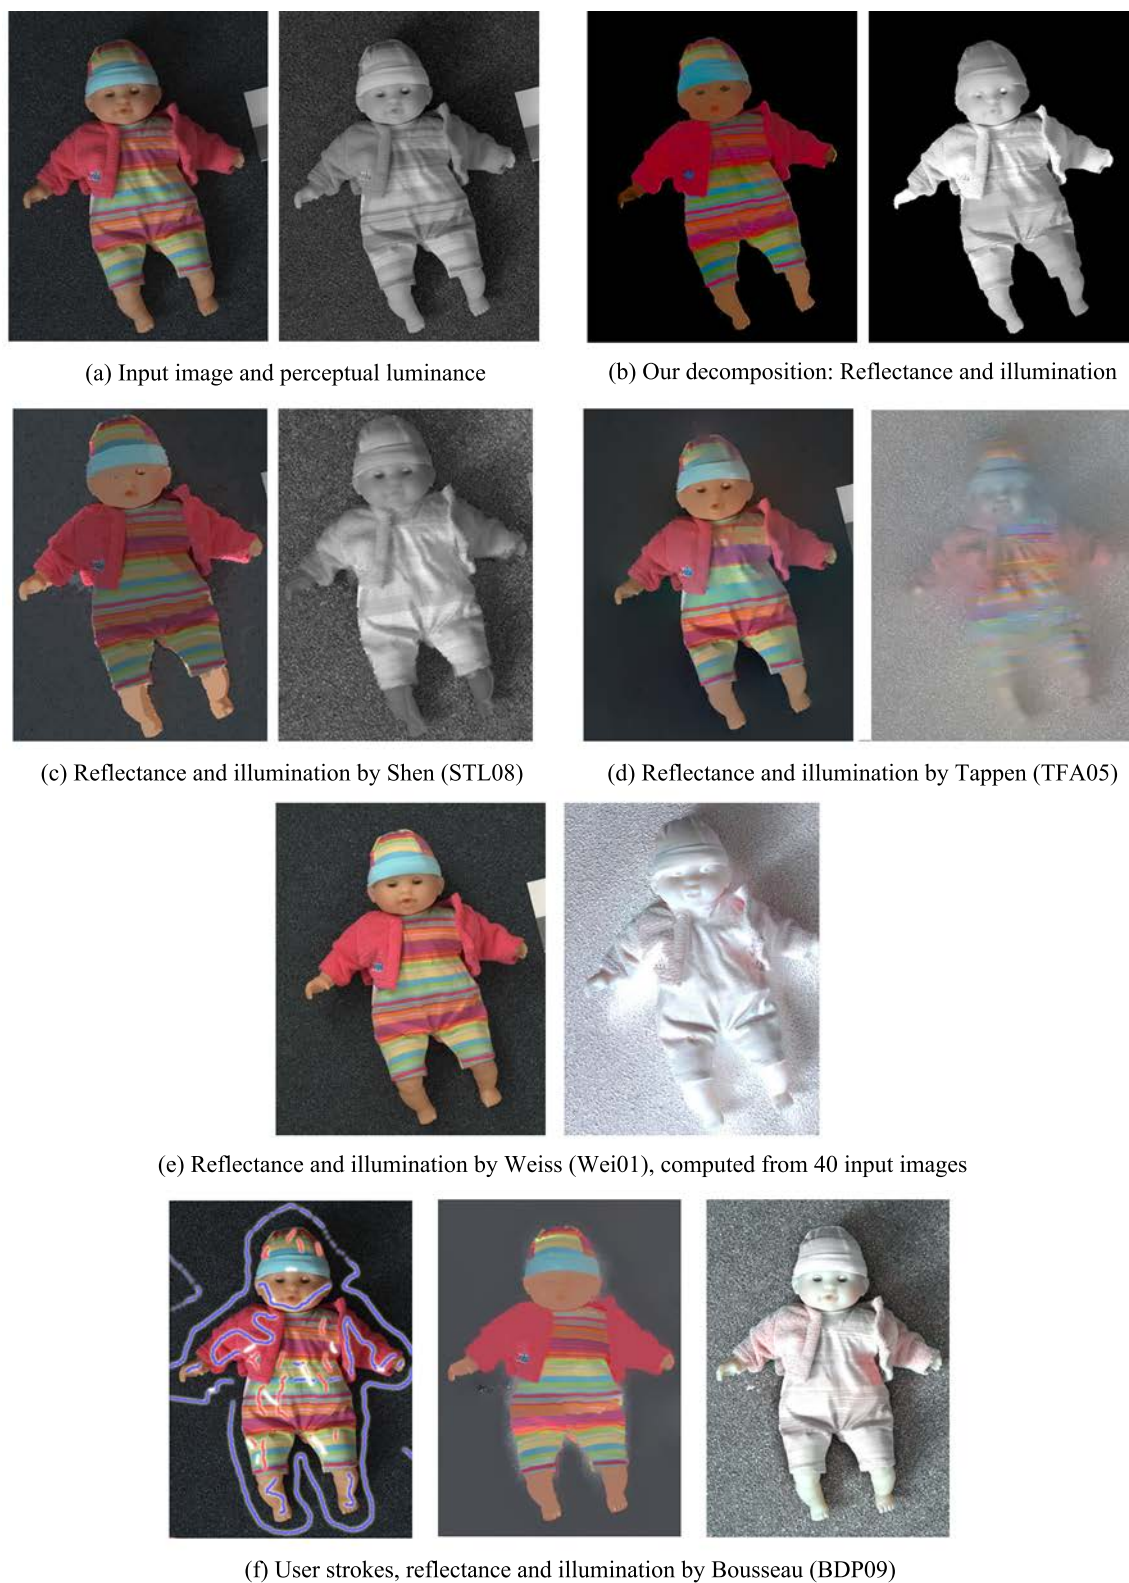 (a) Input image and perceptual luminance
(b) Our decomposition: Reflectance and illumination
(c) Reflectance and illumination by Shen (STL08)
(d) Reflectance and illumination by Tappen (TFA05)
(e) Reflectance and illumination by Weiss (Wei01), computed from 40 input images
(f) User strokes, reflectance and illumination by Bousseau (BDP09)